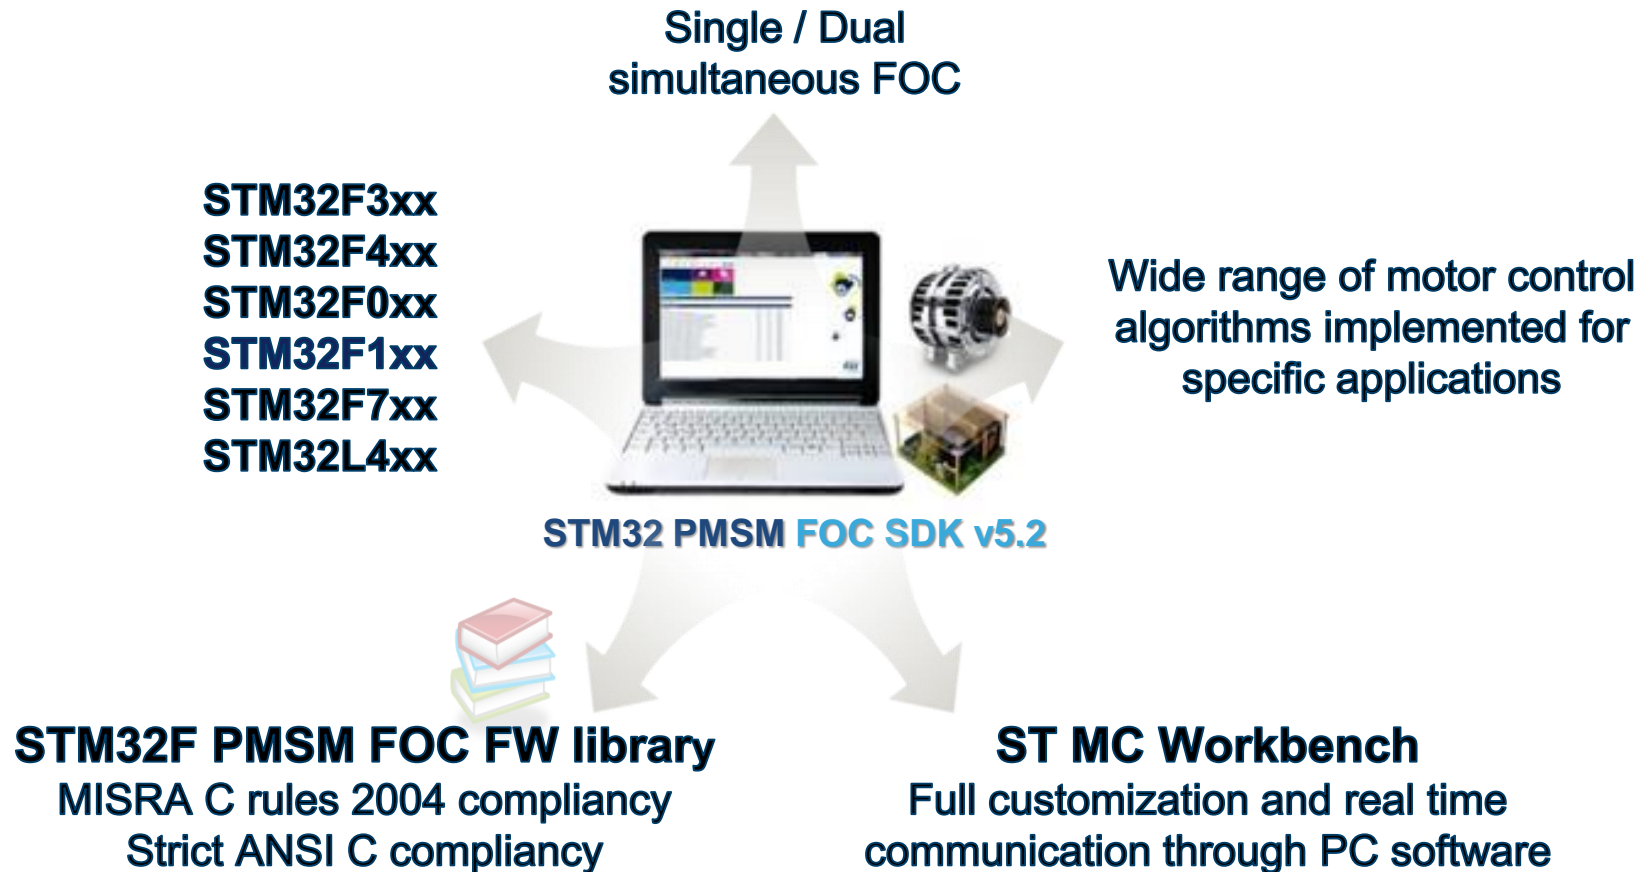 Single / Dual
simultaneous FOC
STM32F3xx
STM32F4xx
STM32F0xx
STM32F1xx
STM32F7xx
STM32L4xx
Wide range of motor control
algorithms implemented for
specific applications
STM32 PMSM FOC SDK v5.2
STM32F PMSM FOC FW library
MISRA C rules 2004 compliancy
Strict ANSI C compliancy
ST MC Workbench
Full customization and real time
communication through PC software